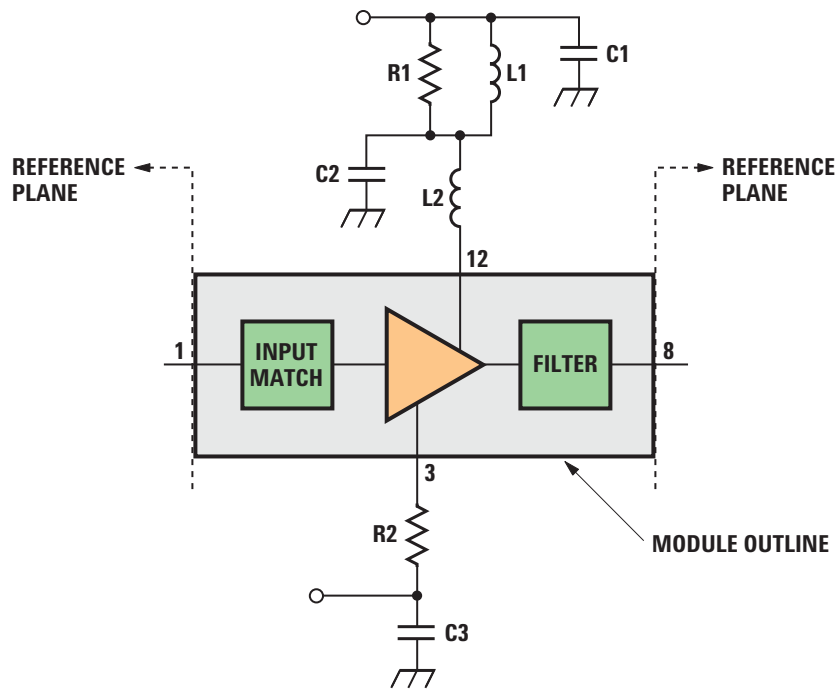 R1
L1
C1
REFERENCE
PLANE
C2
L2
REFERENCE
PLANE
12
1
INPUT
MATCH
FILTER
8
3
R2
MODULE OUTLINE
C3